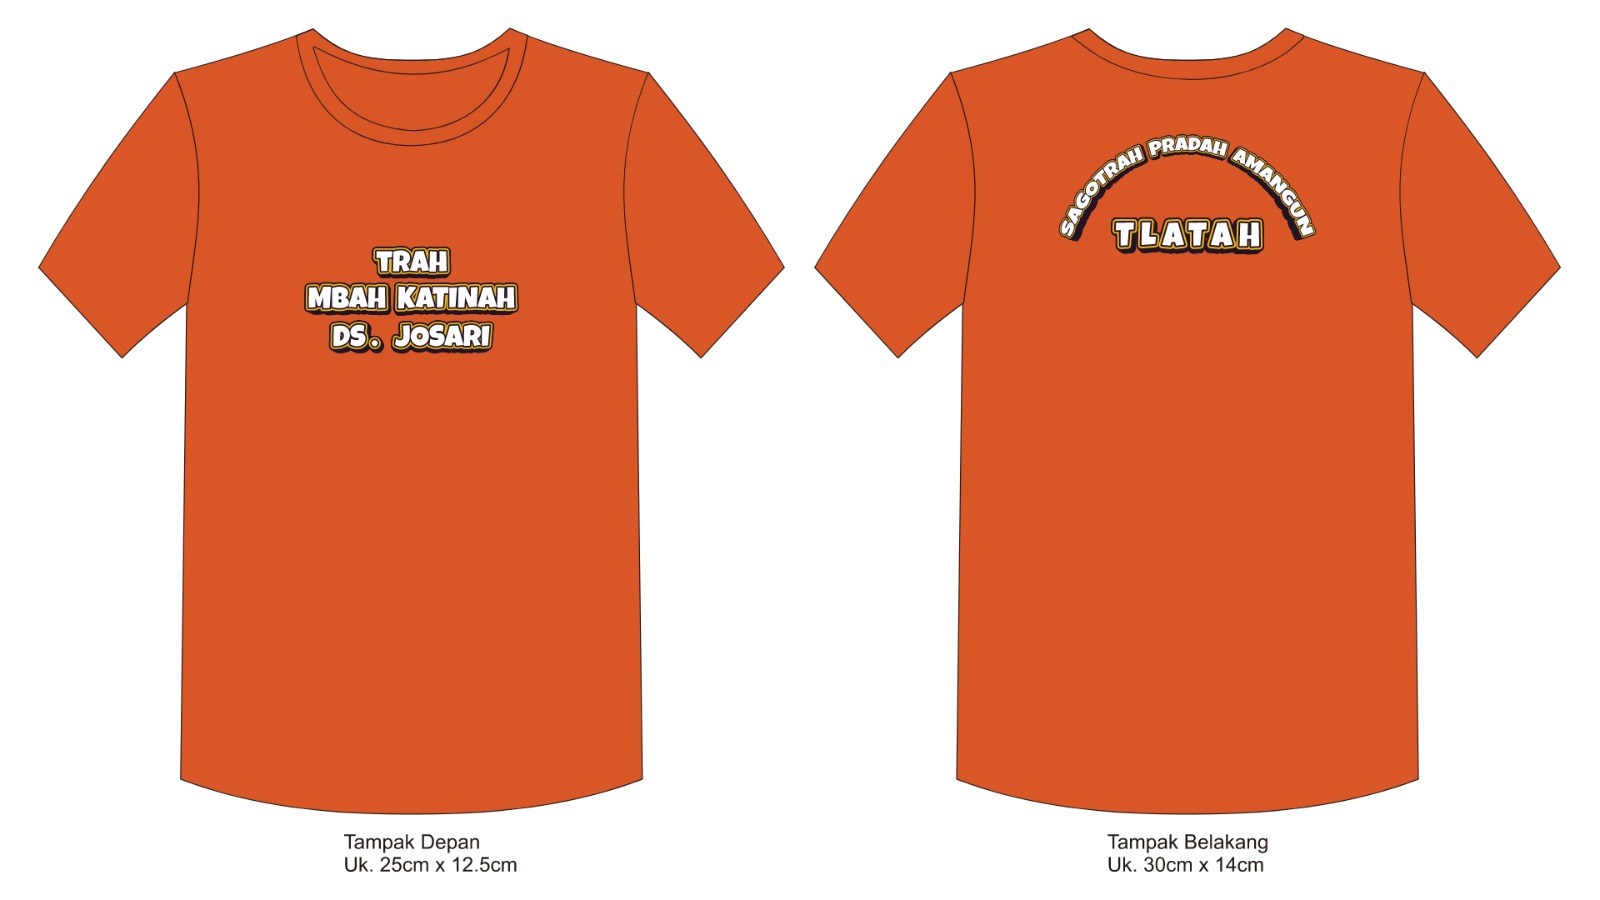 TRAH
MBAH KATINAH
DS. JOSARI
SAGOTRAH PRADAH AMANGUN
TLATAH
Tampak Depan
Uk. 25cm x 12.5cm
Tampak Belakang
Uk. 30cm x 14cm